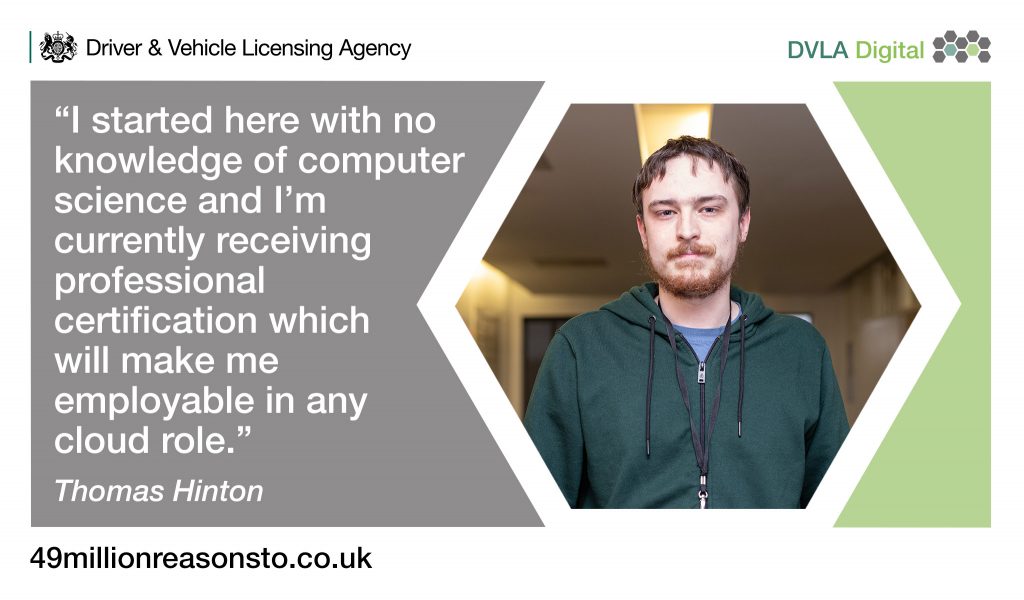 Driver & Vehicle Licensing Agency
DVLA Digital
“I started here with no
knowledge of computer
science and I’m
currently receiving
professional
certification which
will make me
employable in any
cloud role.”
Thomas Hinton
49millionreasonsto.co.uk